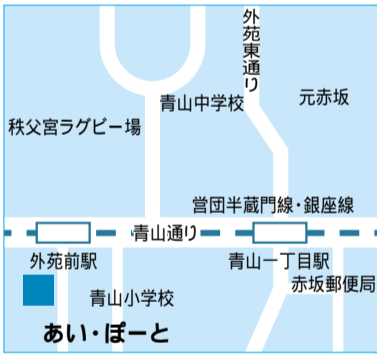 外苑東通り
元赤坂
青山中学校
秩父宮ラグビー場
営団半蔵門線・銀座線
青山通り
外苑前駅
青山一丁目駅
赤坂郵便局
青山小学校
あい・ぽーと